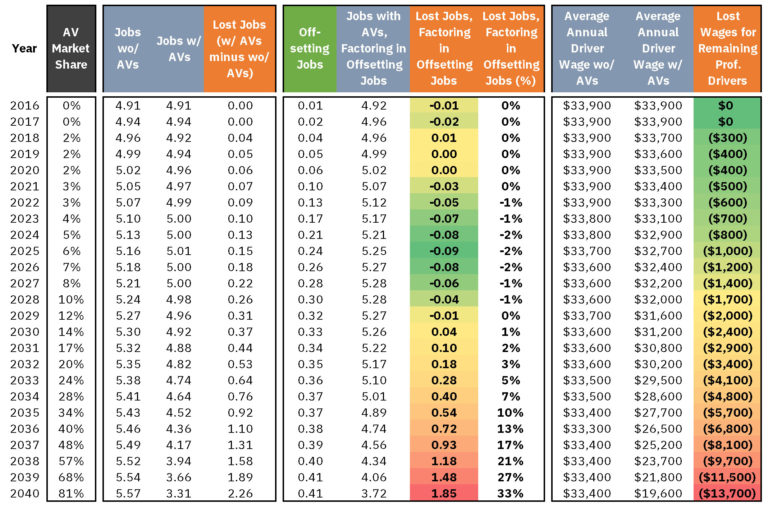 Year | AV Market Share | Jobs wo/ AVs | Jobs w/ AVs | Lost Jobs (w/ AVs minus wo/ AVs) | Off-setting Jobs | Jobs with AVs, Factoring in Offsetting Jobs | Lost Jobs, Factoring in Offsetting Jobs | Lost Jobs, Factoring in Offsetting Jobs (%) | Average Annual Driver Wage wo/ AVs | Average Annual Driver Wage w/ AVs | Lost Wages for Remaining Prof. Drivers
2016 0% 4.91 4.91 0.00 0.01 4.92 -0.01 0% $33,900 $33,900 $0
2017 0% 4.94 4.94 0.00 0.02 4.96 -0.02 0% $33,900 $33,900 $0
2018 2% 4.96 4.92 0.04 0.04 4.96 0.01 0% $33,900 $33,700 ($300)
2019 2% 4.99 4.94 0.05 0.05 4.99 0.00 0% $33,900 $33,600 ($400)
2020 2% 5.02 4.96 0.06 0.06 5.02 0.00 0% $33,900 $33,500 ($400)
2021 3% 5.05 4.97 0.07 0.10 5.07 -0.03 0% $33,900 $33,400 ($500)
2022 3% 5.07 4.99 0.09 0.13 5.12 -0.05 -1% $33,900 $33,300 ($600)
2023 4% 5.10 5.00 0.10 0.17 5.17 -0.07 -1% $33,800 $33,100 ($700)
2024 5% 5.13 5.00 0.13 0.21 5.21 -0.08 -2% $33,800 $32,900 ($800)
2025 6% 5.16 5.01 0.15 0.24 5.25 -0.09 -2% $33,700 $32,700 ($1,000)
2026 7% 5.18 5.00 0.18 0.26 5.27 -0.08 -2% $33,600 $32,400 ($1,200)
2027 8% 5.21 5.00 0.22 0.28 5.28 -0.06 -1% $33,600 $32,200 ($1,400)
2028 10% 5.24 4.98 0.26 0.30 5.28 -0.04 -1% $33,600 $32,000 ($1,700)
2029 12% 5.27 4.96 0.31 0.32 5.27 -0.01 0% $33,700 $31,600 ($2,000)
2030 14% 5.30 4.92 0.37 0.33 5.26 0.04 1% $33,600 $31,200 ($2,400)
2031 17% 5.32 4.88 0.44 0.34 5.22 0.10 2% $33,600 $30,800 ($2,900)
2032 20% 5.35 4.82 0.53 0.35 5.17 0.18 3% $33,600 $30,200 ($3,400)
2033 24% 5.38 4.74 0.64 0.36 5.10 0.28 5% $33,500 $29,500 ($4,100)
2034 28% 5.41 4.64 0.76 0.37 5.01 0.40 7% $33,500 $28,600 ($4,800)
2035 34% 5.43 4.52 0.92 0.37 4.89 0.54 10% $33,400 $27,700 ($5,700)
2036 40% 5.46 4.36 1.10 0.38 4.74 0.72 13% $33,300 $26,500 ($6,800)
2037 48% 5.49 4.17 1.31 0.39 4.56 0.93 17% $33,400 $25,200 ($8,100)
2038 57% 5.52 3.94 1.58 0.40 4.34 1.18 21% $33,400 $23,700 ($9,700)
2039 68% 5.54 3.66 1.89 0.41 4.06 1.48 27% $33,400 $21,800 ($11,500)
2040 81% 5.57 3.31 2.26 0.41 3.72 1.85 33% $33,400 $19,600 ($13,700)